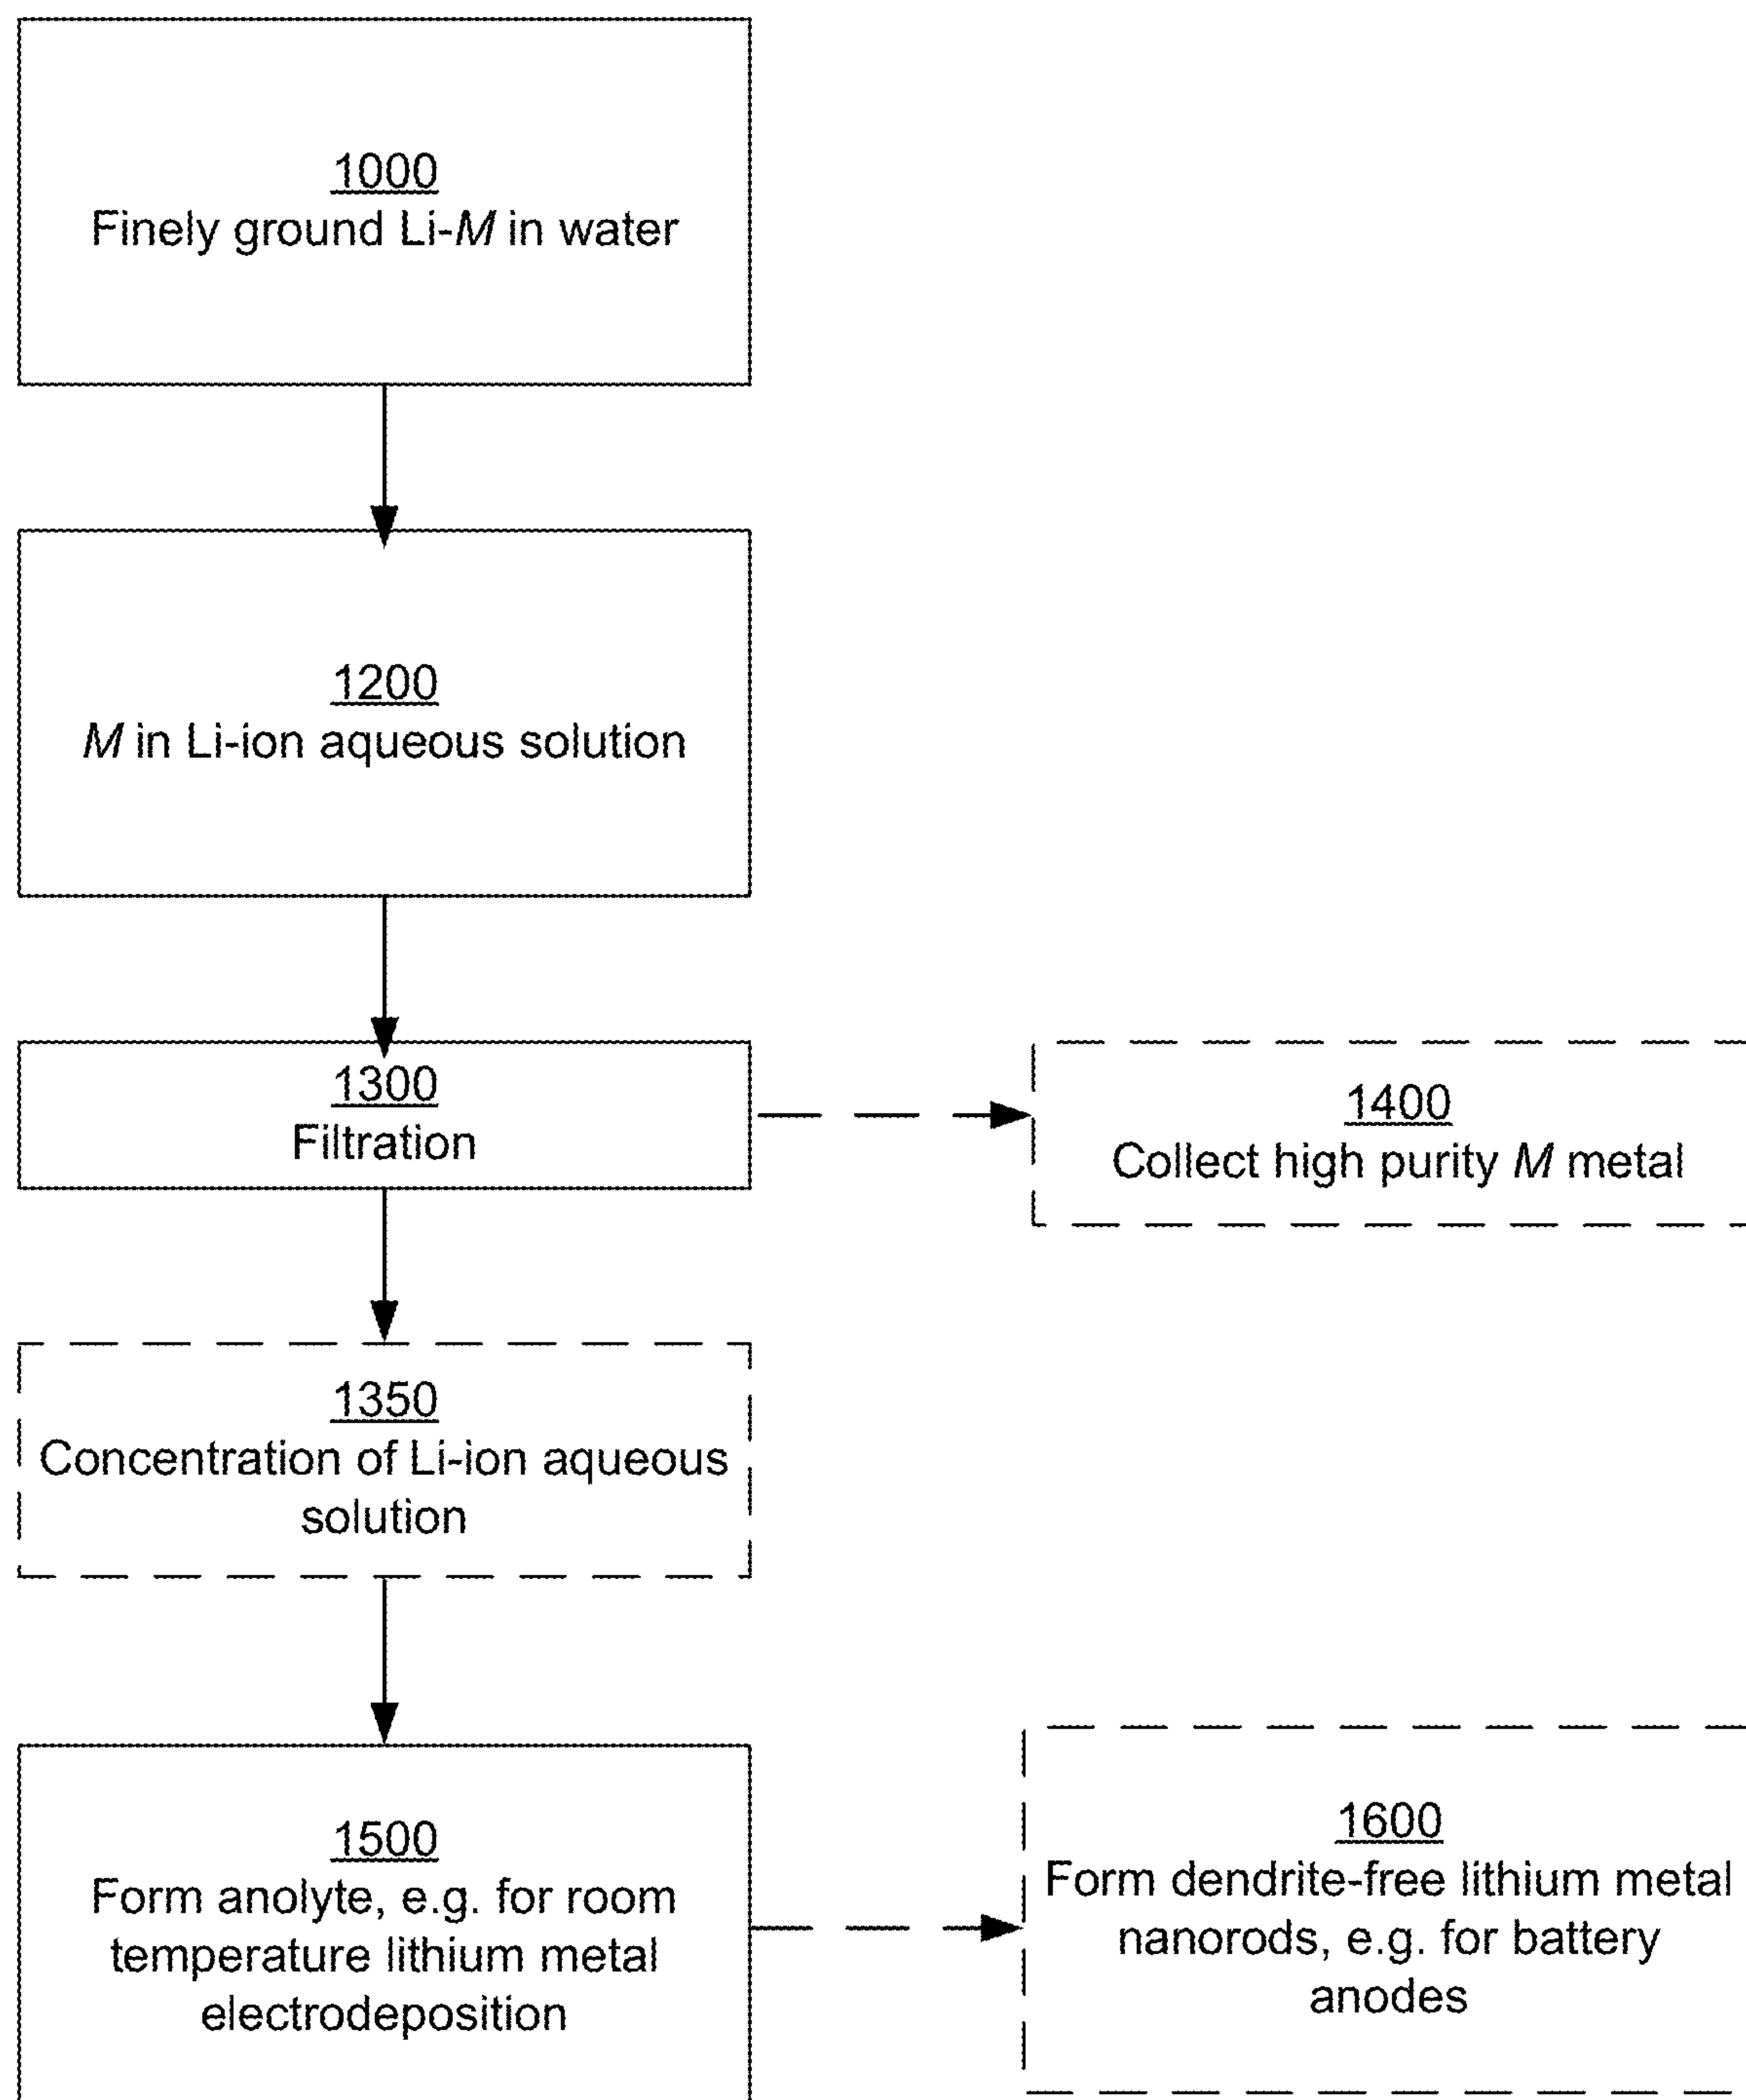 1000
Finely ground Li-M in water
1200
M in Li-ion aqueous solution
1300
Filtration
1400
Collect high purity M metal
1350
Concentration of Li-ion aqueous
solution
1500
Form anolyte, e.g. for room
temperature lithium metal
electrodeposition
1600
Form dendrite-free lithium metal
nanorods, e.g. for battery
anodes